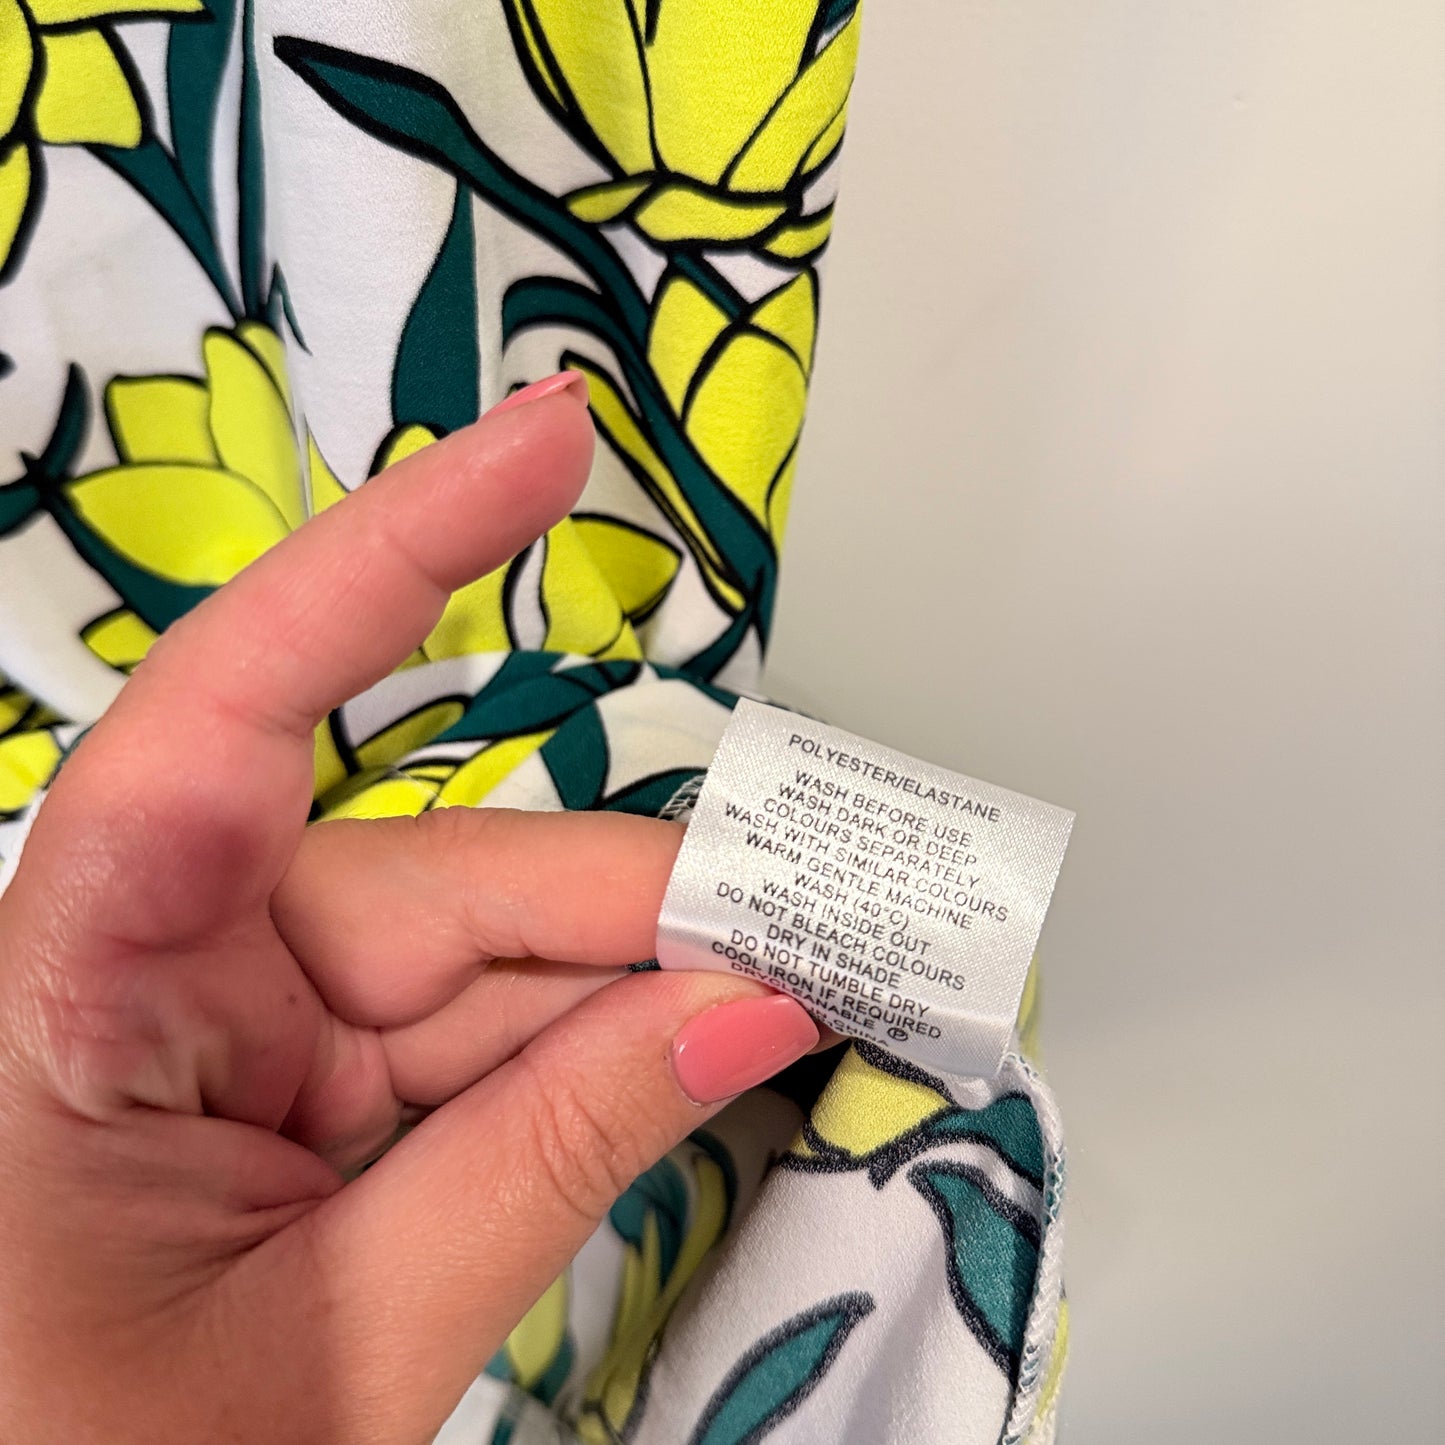 POLYESTER/ELASTANE
WASH BEFORE USE
WASH DARK OR DEEP
COLOURS SEPARATELY
WASH WITH SIMILAR COLOURS
WARM GENTLE MACHINE
WASH (40°C)
WASH INSIDE OUT
DO NOT BLEACH COLOURS
DRY IN SHADE
DO NOT TUMBLE DRY
COOL IRON IF REQUIRED
DRYCLEANABLE Ⓟ
CHINA